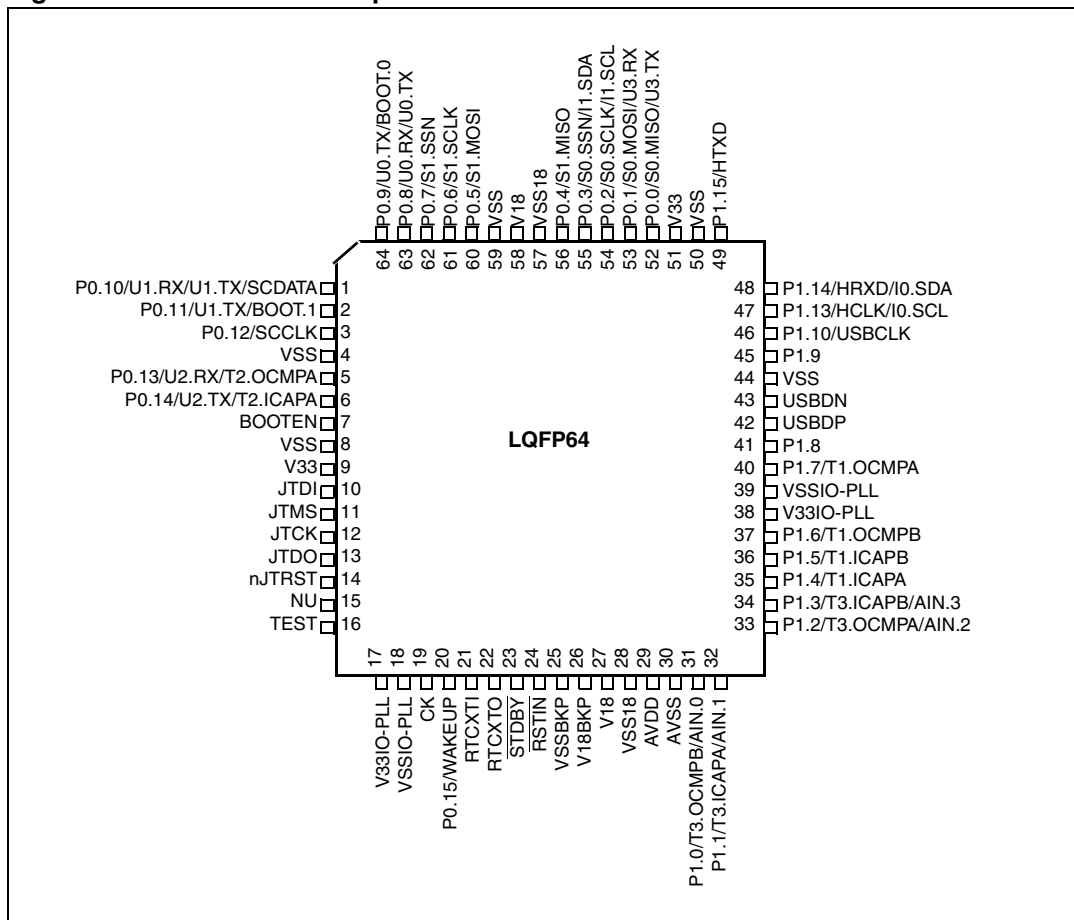 P0.9/U0.TX/BOOT.0
P0.8/U0.RX/U0.TX
P0.7/S1.SSN
P0.6/S1.SCLK
P0.5/S1.MOSI
VSS
V18
VSS18
P0.4/S1.MISO
P0.3/S0.SSN/I1.SDA
P0.2/S0.SCLK/I1.SCL
P0.1/S0.MOSI/U3.RX
P0.0/S0.MISO/U3.TX
V33
VSS
P1.15/HTXD
64
63
62
61
60
59
58
57
56
55
54
53
52
51
50
49
P0.10/U1.RX/U1.TX/SCDATA 1
P0.11/U1.TX/BOOT.1 2
P0.12/SCCLK 3
VSS 4
P0.13/U2.RX/T2.OCMPA 5
P0.14/U2.TX/T2.ICAPA 6
BOOTEN 7
VSS 8
V33 9
JTDI 10
JTMS 11
JTCK 12
JTDO 13
nJTRST 14
NU 15
TEST 16
LQFP64
48 P1.14/HRXD/I0.SDA
47 P1.13/HCLK/I0.SCL
46 P1.10/USBCLK
45 P1.9
44 VSS
43 USBDN
42 USBDP
41 P1.8
40 P1.7/T1.OCMPA
39 VSSIO-PLL
38 V33IO-PLL
37 P1.6/T1.OCMPB
36 P1.5/T1.ICAPB
35 P1.4/T1.ICAPA
34 P1.3/T3.ICAPB/AIN.3
33 P1.2/T3.OCMPA/AIN.2
17
18
19
20
21
22
23
24
25
26
27
28
29
30
31
32
V33IO-PLL
VSSIO-PLL
CK
P0.15/WAKEUP
RTCXTI
RTCXTO
STDBY
RSTIN
VSSBKP
V18BKP
V18
VSS18
AVDD
AVSS
P1.0/T3.OCMPB/AIN.0
P1.1/T3.ICAPA/AIN.1